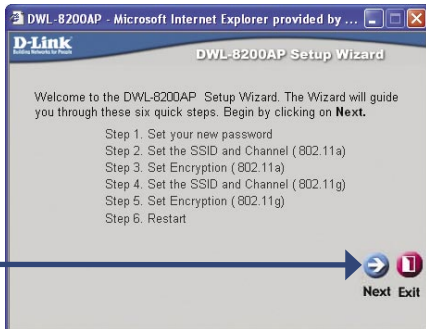 DWL-8200AP - Microsoft Internet Explorer provided by ...
D-Link
Building Networks for People
DWL-8200AP Setup Wizard
Welcome to the DWL-8200AP Setup Wizard. The Wizard will guide
you through these six quick steps. Begin by clicking on Next.
Step 1. Set your new password
Step 2. Set the SSID and Channel (802.11a)
Step 3. Set Encryption (802.11a)
Step 4. Set the SSID and Channel (802.11g)
Step 5. Set Encryption (802.11g)
Step 6. Restart
Next Exit